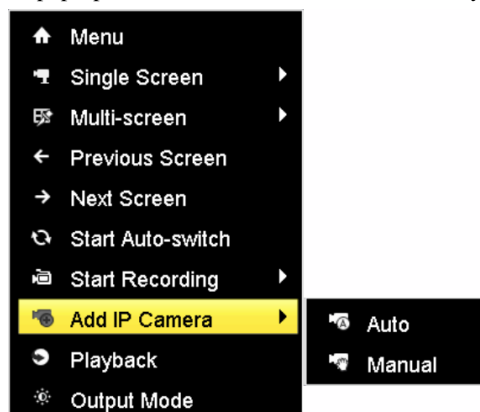 Menu
Single Screen
Multi-screen
Previous Screen
Next Screen
Start Auto-switch
Start Recording
Add IP Camera
Auto
Playback
Manual
Output Mode